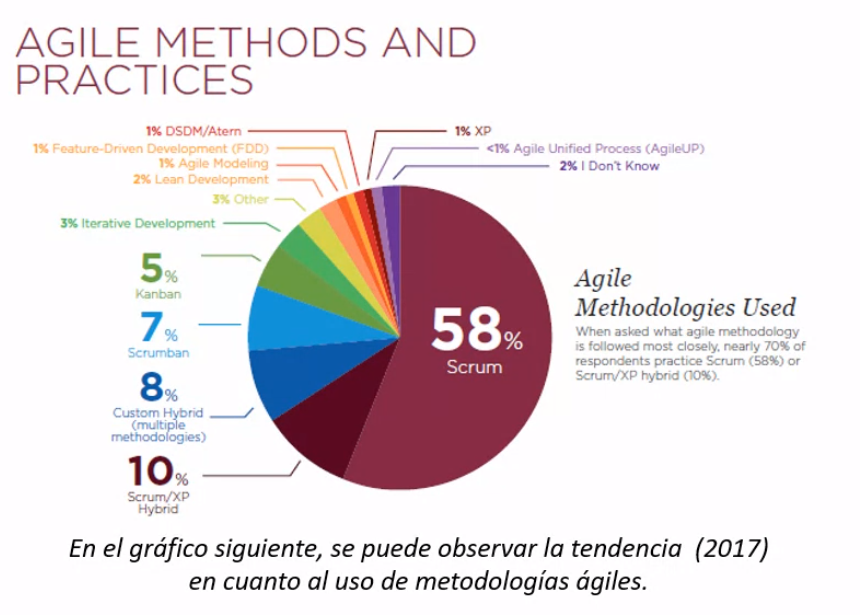 AGILE METHODS AND
PRACTICES
1% DSDM/Atern
1% Feature-Driven Development (FDD)
1% Agile Modeling
2% Lean Development
3% Other
3% Iterative Development
5%
Kanban
7%
Scrumban
8%
Custom Hybrid
(multiple
methodologies)
10%
Scrum/XP
Hybrid
1% XP
<1% Agile Unified Process (AgileUP)
2% I Don't Know
58%
Scrum
Agile
Methodologies Used
When asked what agile methodology
is followed most closely, nearly 70% of
respondents practice Scrum (58%) or
Scrum/XP hybrid (10%).
En el gráfico siguiente, se puede observar la tendencia (2017)
en cuanto al uso de metodologías ágiles.